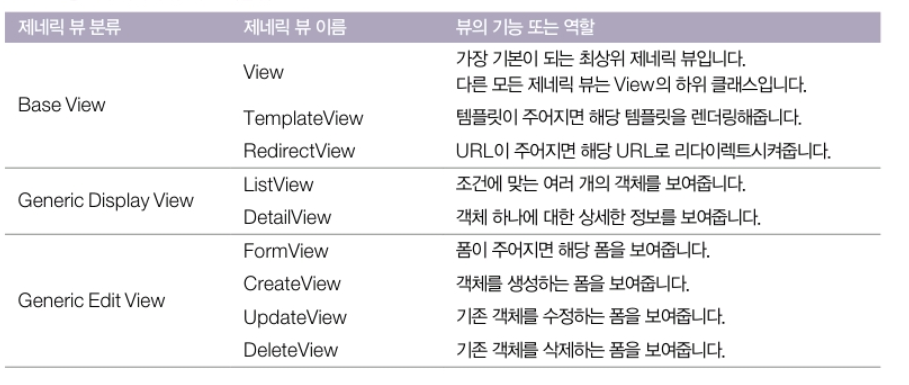 제네릭 뷰 분류 제네릭 뷰 이름 뷰의 기능 또는 역할
Base View
View 가장 기본이 되는 최상위 제네릭 뷰입니다.
다른 모든 제네릭 뷰는 View의 하위 클래스입니다.
TemplateView 템플릿이 주어지면 해당 템플릿을 렌더링해줍니다.
RedirectView URL이 주어지면 해당 URL로 리다이렉트시켜줍니다.
Generic Display View
ListView 조건에 맞는 여러 개의 객체를 보여줍니다.
DetailView 객체 하나에 대한 상세한 정보를 보여줍니다.
Generic Edit View
FormView 폼이 주어지면 해당 폼을 보여줍니다.
CreateView 객체를 생성하는 폼을 보여줍니다.
UpdateView 기존 객체를 수정하는 폼을 보여줍니다.
DeleteView 기존 객체를 삭제하는 폼을 보여줍니다.